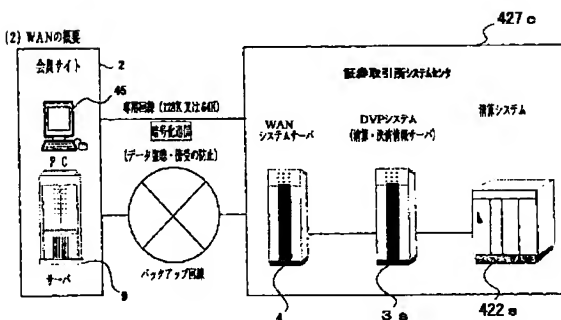 (2) WANの概要
427c
会員サイト
2
証券取引所システムセンタ
45
専用回線(128K又は64K)
暗号化通信
WAN
システムサーバ
DVPシステム
(清算・決済情報サーバ)
清算システム
PC
(データ盗聴・
の防止)
サーバ
9
バックアップ回線
4
3a
422a